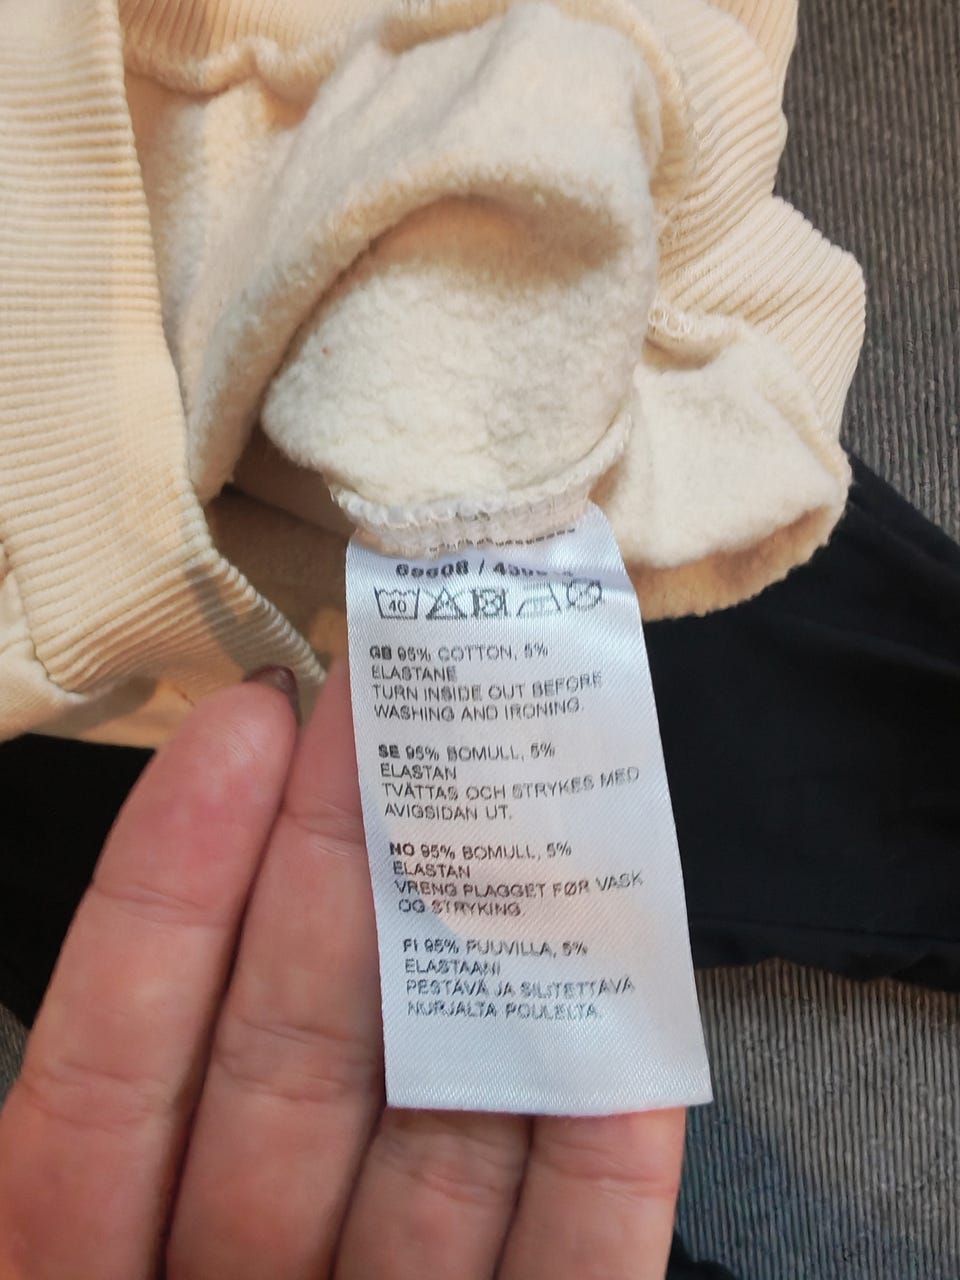 40
GB 95% COTTON, 5%
ELASTANE
TURN INSIDE OUT BEFORE
WASHING AND IRONING.
SE 95% BOMULL, 5%
ELASTAN
TVÄTTAS OCH STRYKES MED
AVIGSIDAN UT.
NO 95% BOMULL, 5%
ELASTAN
VRENG PLAGGET FØR VASK
OG STRYKING
FI 95% PUUVILLA, 5%
ELASTAANI
PESTÄVÄ JA SILITETTÄVÄ
NURJALTA POULELTA.